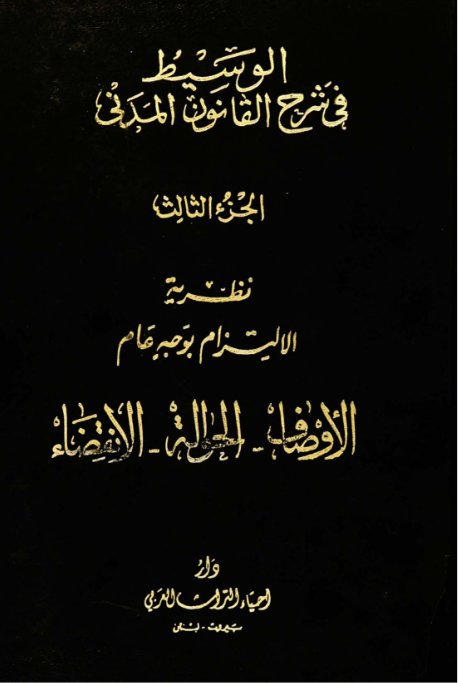 الوسيط
في شرح القانون المدني
الجزء الثالث
نظرية
الالتزام بوجه عام
الأوصاف - الحوالة - الانقضاء
دار
احياء التراث العربي
بيروت - لبنان